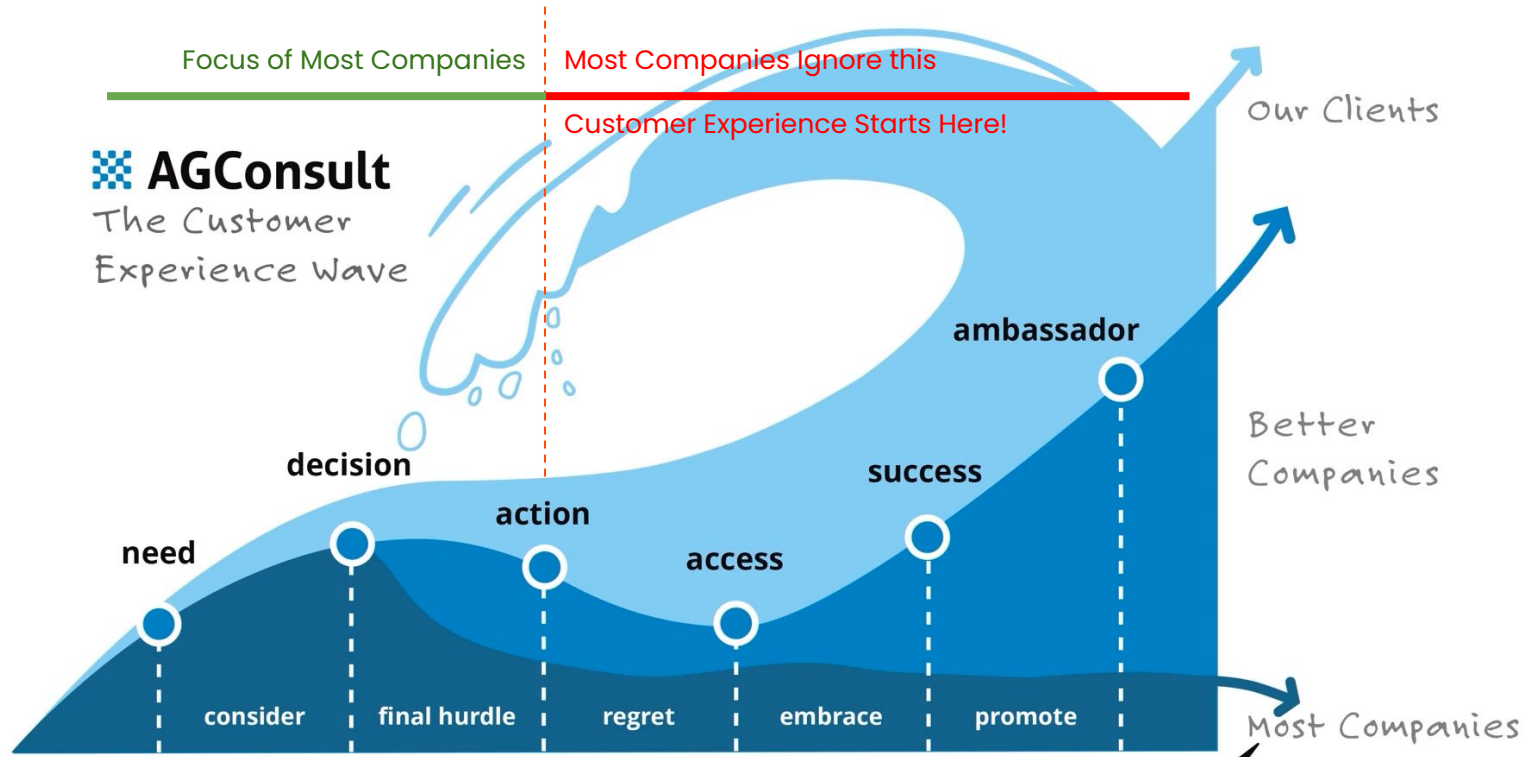 Focus of Most Companies
Most Companies Ignore this
Customer Experience Starts Here!
AGConsult
The Customer
Experience Wave
Our Clients
ambassador
Better
Companies
decision
success
action
need
access
consider
final hurdle
regret
embrace
promote
Most Companies